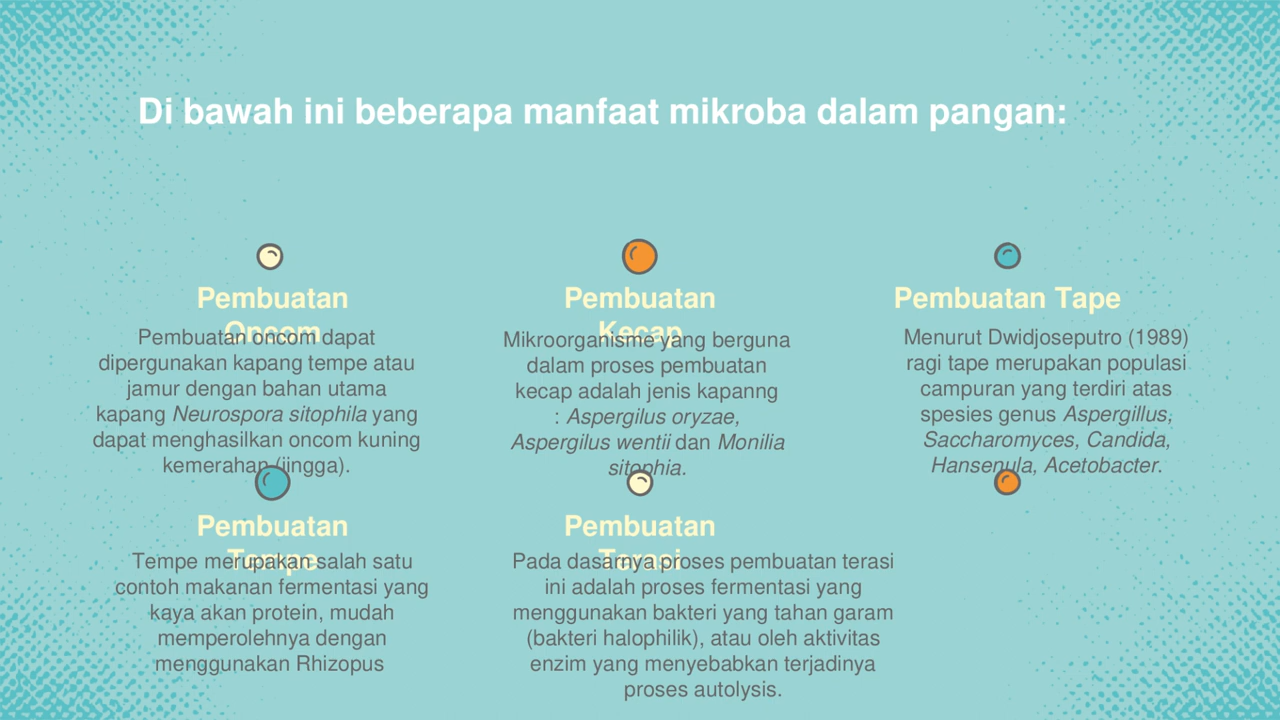 Di bawah ini beberapa manfaat mikroba dalam pangan:
Pembuatan
Oncom
Pembuatan oncom dapat
dipergunakan kapang tempe atau
jamur dengan bahan utama
kapang Neurospora sitophila yang
dapat menghasilkan oncom kuning
kemerahan (jingga).
Pembuatan
Kecap
Mikroorganisme yang berguna
dalam proses pembuatan
kecap adalah jenis kapanng
: Aspergilus oryzae,
Aspergilus wentii dan Monilia
sitophia.
Pembuatan Tape
Menurut Dwidjoseputro (1989)
ragi tape merupakan populasi
campuran yang terdiri atas
spesies genus Aspergillus,
Saccharomyces, Candida,
Hansenula, Acetobacter.
Pembuatan
Tempe
Tempe merupakan salah satu
contoh makanan fermentasi yang
kaya akan protein, mudah
memperolehnya dengan
menggunakan Rhizopus
Pembuatan
Terasi
Pada dasarnya proses pembuatan terasi
ini adalah proses fermentasi yang
menggunakan bakteri yang tahan garam
(bakteri halophilik), atau oleh aktivitas
enzim yang menyebabkan terjadinya
proses autolysis.